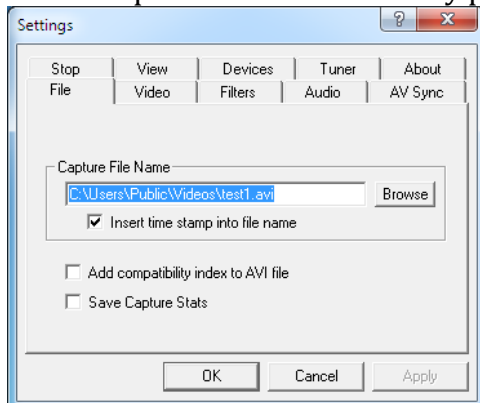 Settings
Stop View Devices Tuner About
File Video Filters Audio AV Sync
Capture File Name
C:\Users\Public\Videos\test1.avi Browse
Insert time stamp into file name
Add compatibility index to AVI file
Save Capture Stats
OK Cancel Apply